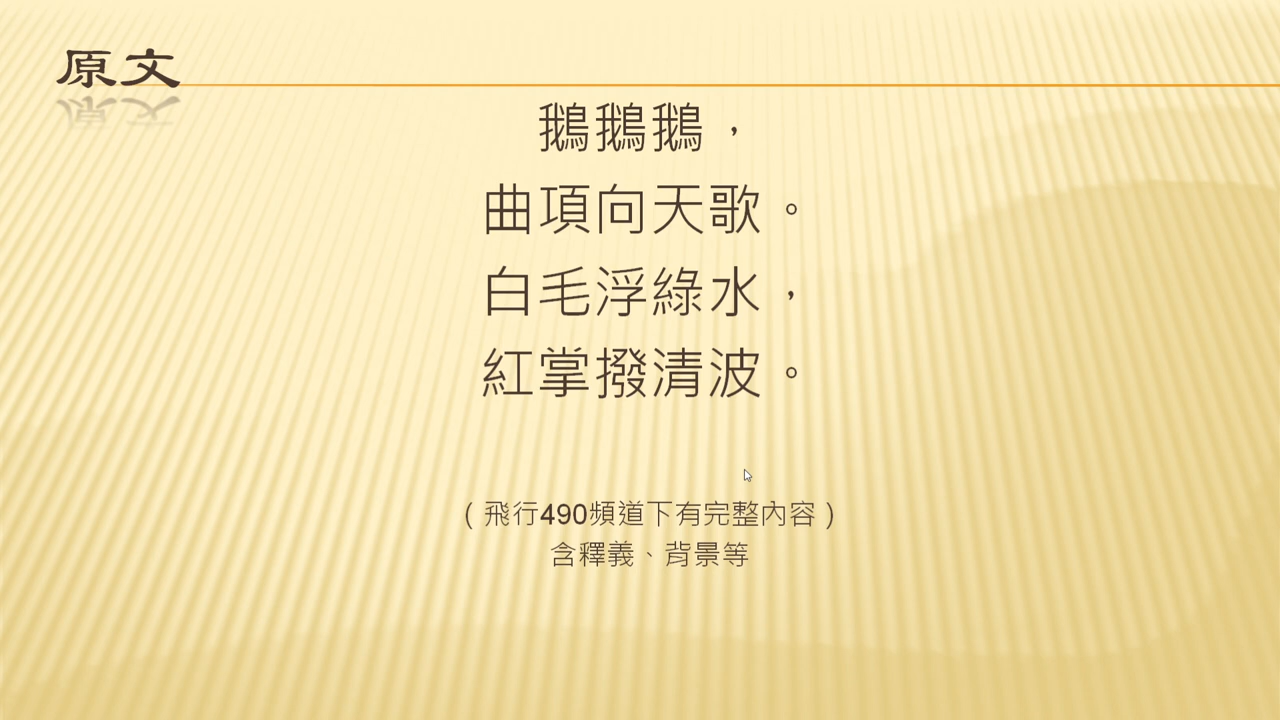 原文
鵝鵝鵝，
曲項向天歌。
白毛浮綠水，
紅掌撥清波。
（飛行490頻道下有完整內容）
含釋義、背景等